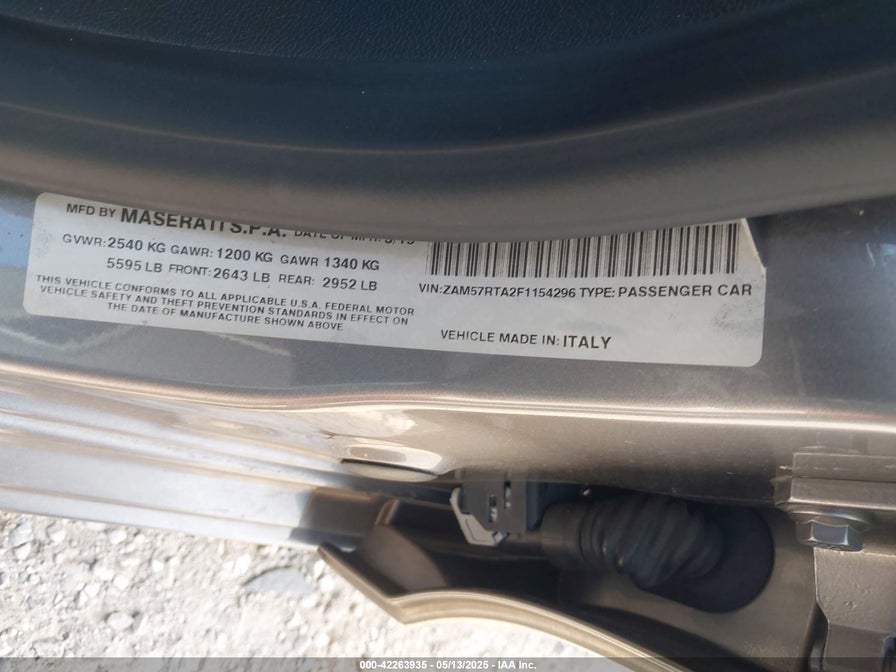 MFD BY MASERATI S.P.A. DATE OF MFR:
GVWR:2540 KG GAWR: 1200 KG GAWR 1340 KG
5595 LB FRONT: 2643 LB REAR: 2952 LB
THIS VEHICLE CONFORMS TO ALL APPLICABLE U.S.A. FEDERAL MOTOR
VEHICLE SAFETY AND THEFT PREVENTION STANDARDS IN EFFECT ON
THE DATE OF MANUFACTURE SHOWN ABOVE
VIN:ZAM57RTA2F1154296 TYPE: PASSENGER CAR
VEHICLE MADE IN: ITALY
000-42263935 - 05/13/2025 - IAA Inc.